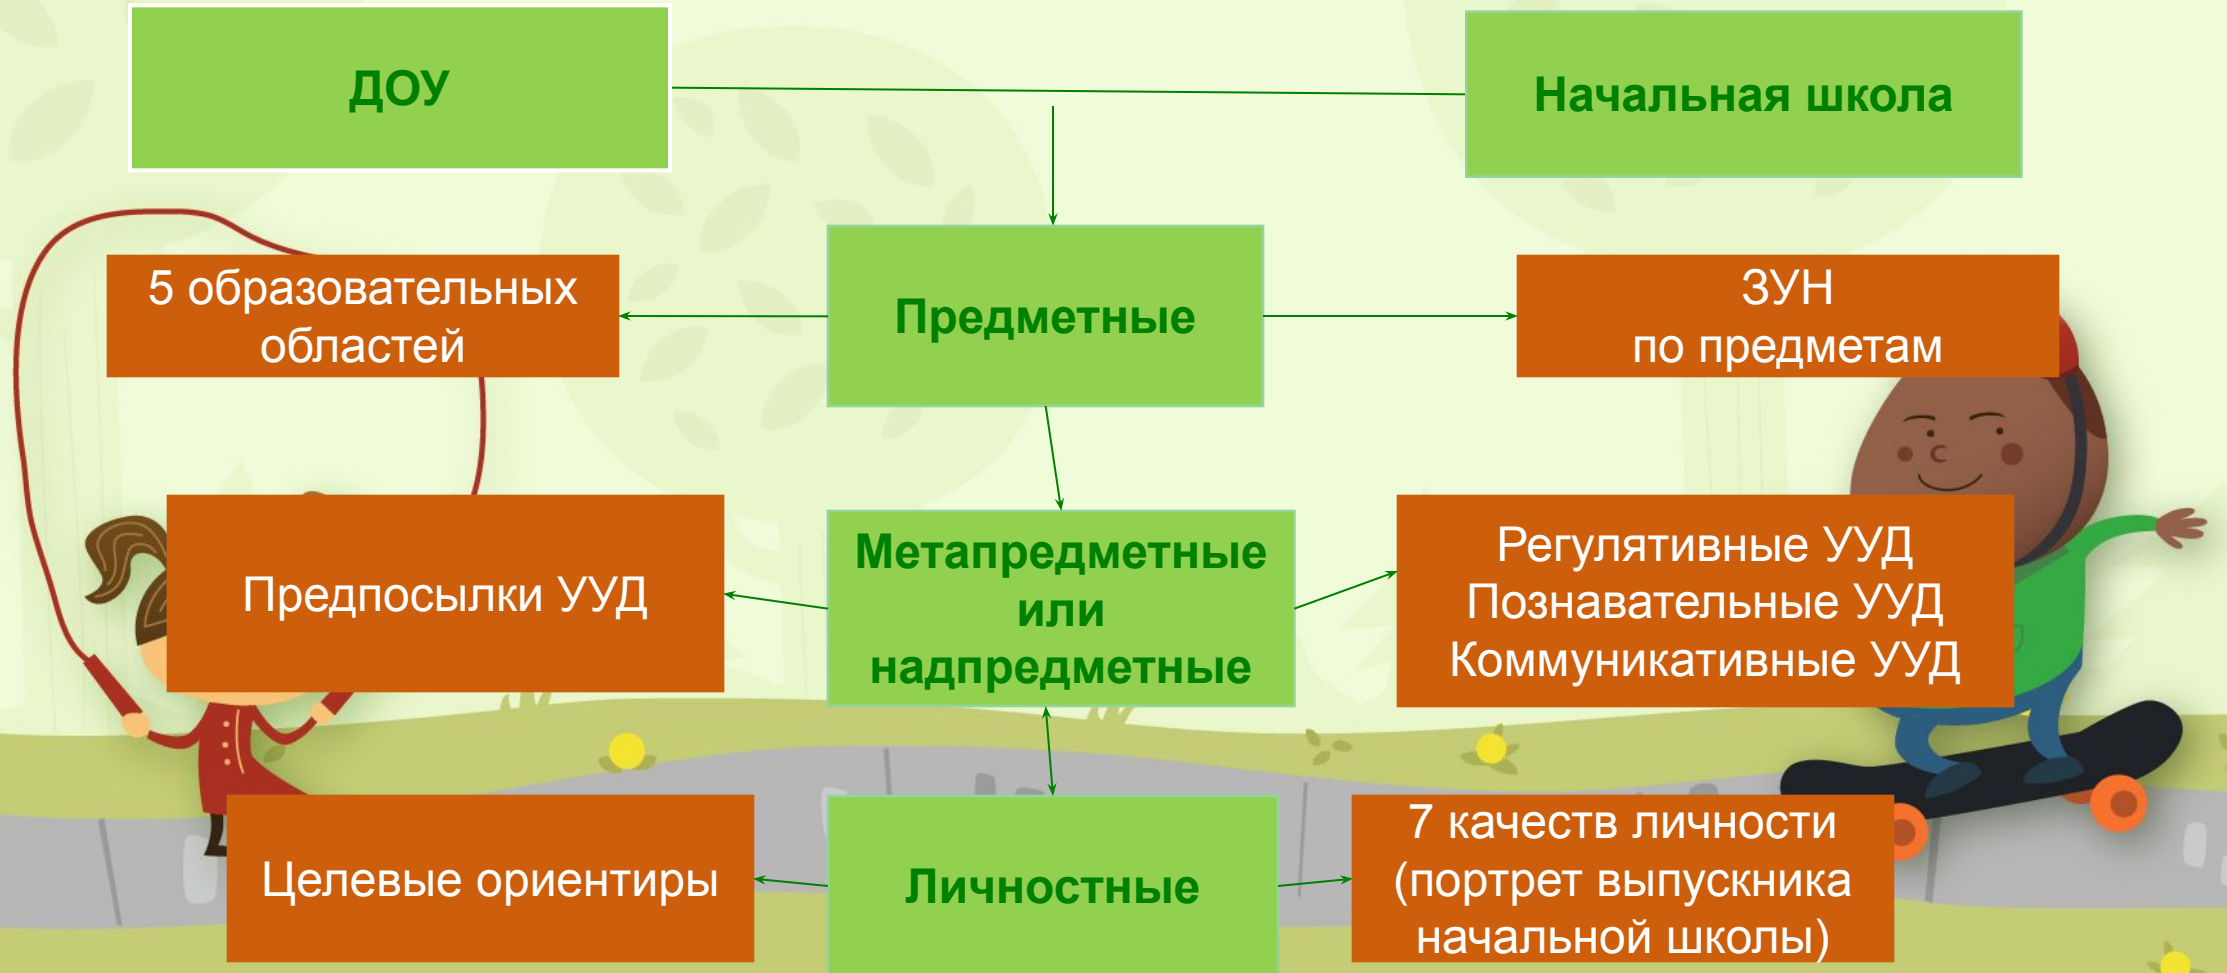 ДОУ
Начальная школа
5 образовательных
областей
Предметные
ЗУН
по предметам
Предпосылки УУД
Метапредметные
или
надпредметные
Регулятивные УУД
Познавательные УУД
Коммуникативные УУД
Целевые ориентиры
Личностные
7 качеств личности
(портрет выпускника
начальной школы)